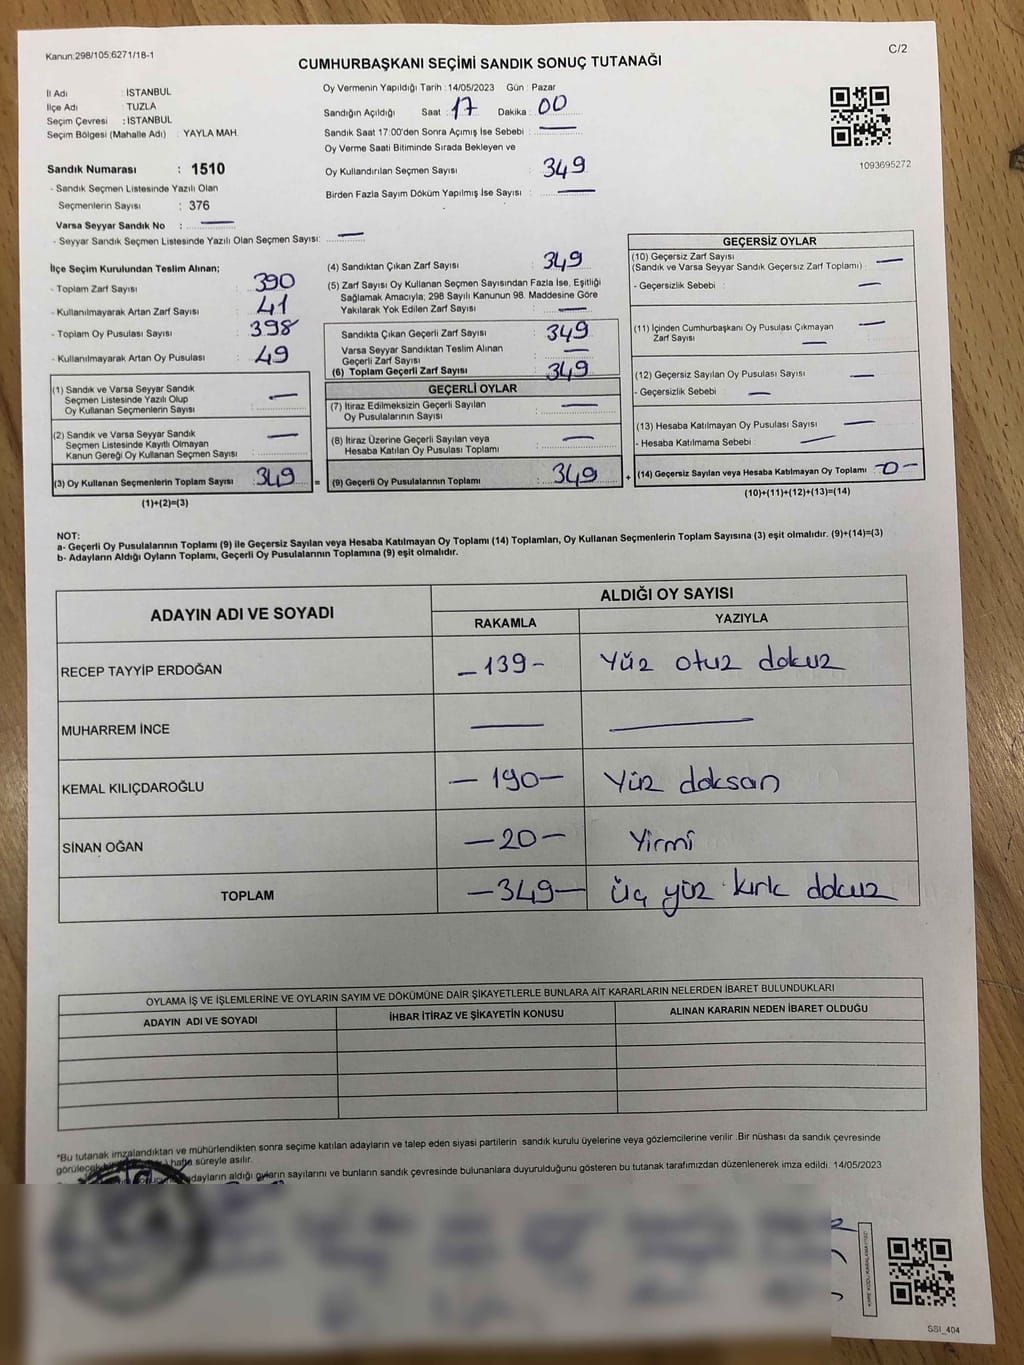 Kanun:298/105;6271/18-1
C/2
CUMHURBAŞKANI SEÇİMİ SANDIK SONUÇ TUTANAĞI
İl Adı : İSTANBUL
İlçe Adı : TUZLA
Seçim Çevresi : İSTANBUL
Seçim Bölgesi (Mahalle Adı) : YAYLA MAH.
Sandık Numarası : 1510
- Sandık Seçmen Listesinde Yazılı Olan
Seçmenlerin Sayısı : 376
Varsa Seyyar Sandık No : —
- Seyyar Sandık Seçmen Listesinde Yazılı Olan Seçmen Sayısı: —
Oy Vermenin Yapıldığı Tarih : 14/05/2023 Gün : Pazar
Sandığın Açıldığı Saat : 17 Dakika : 00
Sandık Saat 17:00'den Sonra Açımış İse Sebebi : —
Oy Verme Saati Bitiminde Sırada Bekleyen ve
Oy Kullandırılan Seçmen Sayısı : 349
Birden Fazla Sayım Döküm Yapılmış İse Sayısı : —
1093695272
İlçe Seçim Kurulundan Teslim Alınan;
- Toplam Zarf Sayısı : 390
- Kullanılmayarak Artan Zarf Sayısı : 41
- Toplam Oy Pusulası Sayısı : 398
- Kullanılmayarak Artan Oy Pusulası : 49
(1) Sandık ve Varsa Seyyar Sandık
Seçmen Listesinde Yazılı Olup
Oy Kullanan Seçmenlerin Sayısı : —
(2) Sandık ve Varsa Seyyar Sandık
Seçmen Listesinde Kayıtlı Olmayan
Kanun Gereği Oy Kullanan Seçmen Sayısı : —
(3) Oy Kullanan Seçmenlerin Toplam Sayısı : 349 =
(1)+(2)=(3)
(4) Sandıktan Çıkan Zarf Sayısı : 349
(5) Zarf Sayısı Oy Kullanan Seçmen Sayısından Fazla İse, Eşitliği
Sağlamak Amacıyla; 298 Sayılı Kanunun 98. Maddesine Göre
Yakılarak Yok Edilen Zarf Sayısı : —
Sandıkta Çıkan Geçerli Zarf Sayısı : 349
Varsa Seyyar Sandıktan Teslim Alınan
Geçerli Zarf Sayısı : —
(6) Toplam Geçerli Zarf Sayısı : 349
GEÇERLİ OYLAR
(7) İtiraz Edilmeksizin Geçerli Sayılan
Oy Pusulalarının Sayısı : —
(8) İtiraz Üzerine Geçerli Sayılan veya
Hesaba Katılan Oy Pusulası Toplamı : —
(9) Geçerli Oy Pusulalarının Toplamı : 349 +
GEÇERSİZ OYLAR
(10) Geçersiz Zarf Sayısı
(Sandık ve Varsa Seyyar Sandık Geçersiz Zarf Toplamı) : —
- Geçersizlik Sebebi : —
(11) İçinden Cumhurbaşkanı Oy Pusulası Çıkmayan : —
Zarf Sayısı —
(12) Geçersiz Sayılan Oy Pusulası Sayısı : —
- Geçersizlik Sebebi : —
(13) Hesaba Katılmayan Oy Pusulası Sayısı : —
- Hesaba Katılmama Sebebi : —
(14) Geçersiz Sayılan veya Hesaba Katılmayan Oy Toplamı : -0-
(10)+(11)+(12)+(13)=(14)
NOT:
a- Geçerli Oy Pusulalarının Toplamı (9) ile Geçersiz Sayılan veya Hesaba Katılmayan Oy Toplamı (14) Toplamları, Oy Kullanan Seçmenlerin Toplam Sayısına (3) eşit olmalıdır. (9)+(14)=(3)
b- Adayların Aldığı Oyların Toplamı, Geçerli Oy Pusulalarının Toplamına (9) eşit olmalıdır.
ADAYIN ADI VE SOYADI
ALDIĞI OY SAYISI
RAKAMLA YAZIYLA
RECEP TAYYİP ERDOĞAN -139- Yüz otuz dokuz
MUHARREM İNCE — —
KEMAL KILIÇDAROĞLU -190- Yüz doksan
SİNAN OĞAN -20- Yirmi
TOPLAM -349- Üç yüz kırk dokuz
OYLAMA İŞ VE İŞLEMLERİNE VE OYLARIN SAYIM VE DÖKÜMÜNE DAİR ŞİKAYETLERLE BUNLARA AİT KARARLARIN NELERDEN İBARET BULUNDUKLARI
ADAYIN ADI VE SOYADI İHBAR İTİRAZ VE ŞİKAYETİN KONUSU ALINAN KARARIN NEDEN İBARET OLDUĞU
*Bu tutanak imzalandıktan ve mühürlendikten sonra seçime katılan adayların ve talep eden siyasi partilerin sandık kurulu üyelerine veya gözlemcilerine verilir .Bir nüshası da sandık çevresinde
hafta süreyle asılır.
adayların aldığı oyların sayılarını ve bunların sandık çevresinde bulunanlara duyurulduğunu gösteren bu tutanak tarafımızdan düzenlenerek imza edildi. 14/05/2023
SSI_404